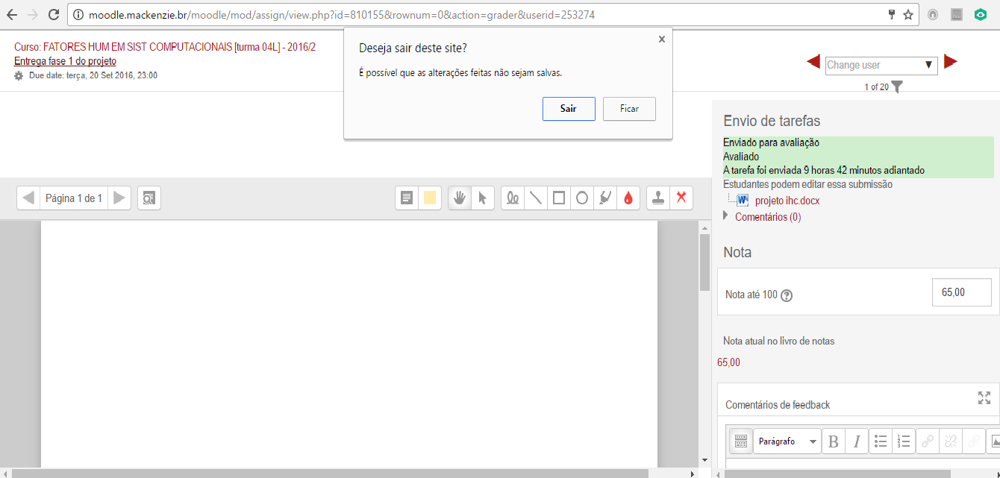 moodle.mackenzie.br/moodle/mod/assign/view.php?id=810155&rownum=0&action=grader&userid=253274
Curso: FATORES HUM EM SIST COMPUTACIONAIS [turma 04L] - 2016/2
Entrega fase 1 do projeto
Due date: terça, 20 Set 2016, 23:00
Deseja sair deste site?
É possível que as alterações feitas não sejam salvas.
Sair
Ficar
Change user
1 of 20
Página 1 de 1
Envio de tarefas
Enviado para avaliação
Avaliado
A tarefa foi enviada 9 horas 42 minutos adiantado
Estudantes podem editar essa submissão
projeto ihc.docx
Comentários (0)
Nota
Nota até 100
65,00
Nota atual no livro de notas
65,00
Comentários de feedback
Parágrafo
B
I